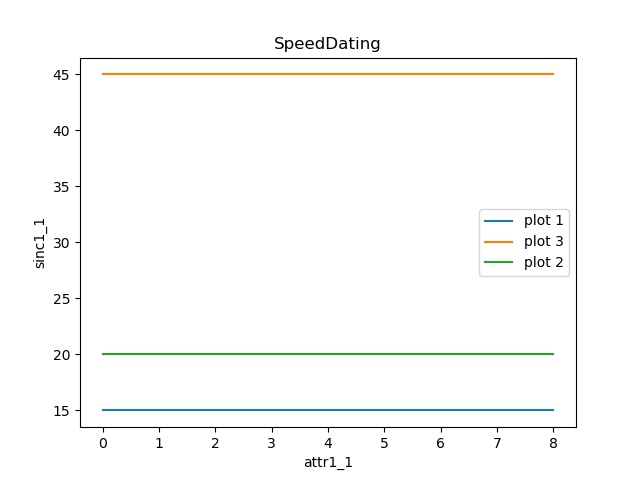 SpeedDating
45
40
35
30
25
20
15
sinc1_1
plot 1
plot 3
plot 2
0 1 2 3 4 5 6 7 8
attr1_1